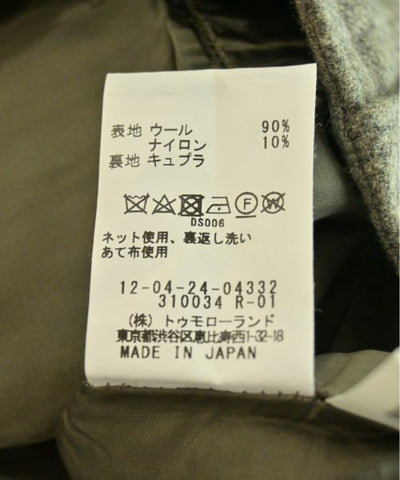 表地 ウール 90%
ナイロン 10%
裏地 キュプラ
F W
DS006
ネット使用、裏返し洗い
あて布使用
12-04-24-04332
310034 R-01
(株) トゥモローランド
東京都渋谷区恵比寿西1-32-18
MADE IN JAPAN